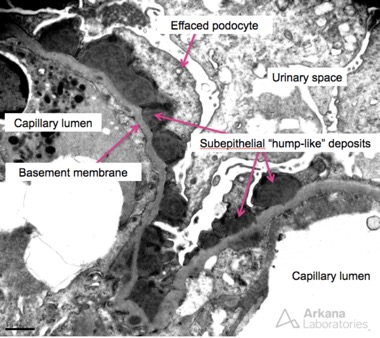 Effaced podocyte
Urinary space
Capillary lumen
Subepithelial "hump-like" deposits
Basement membrane
Capillary lumen
Arkana
Laboratories